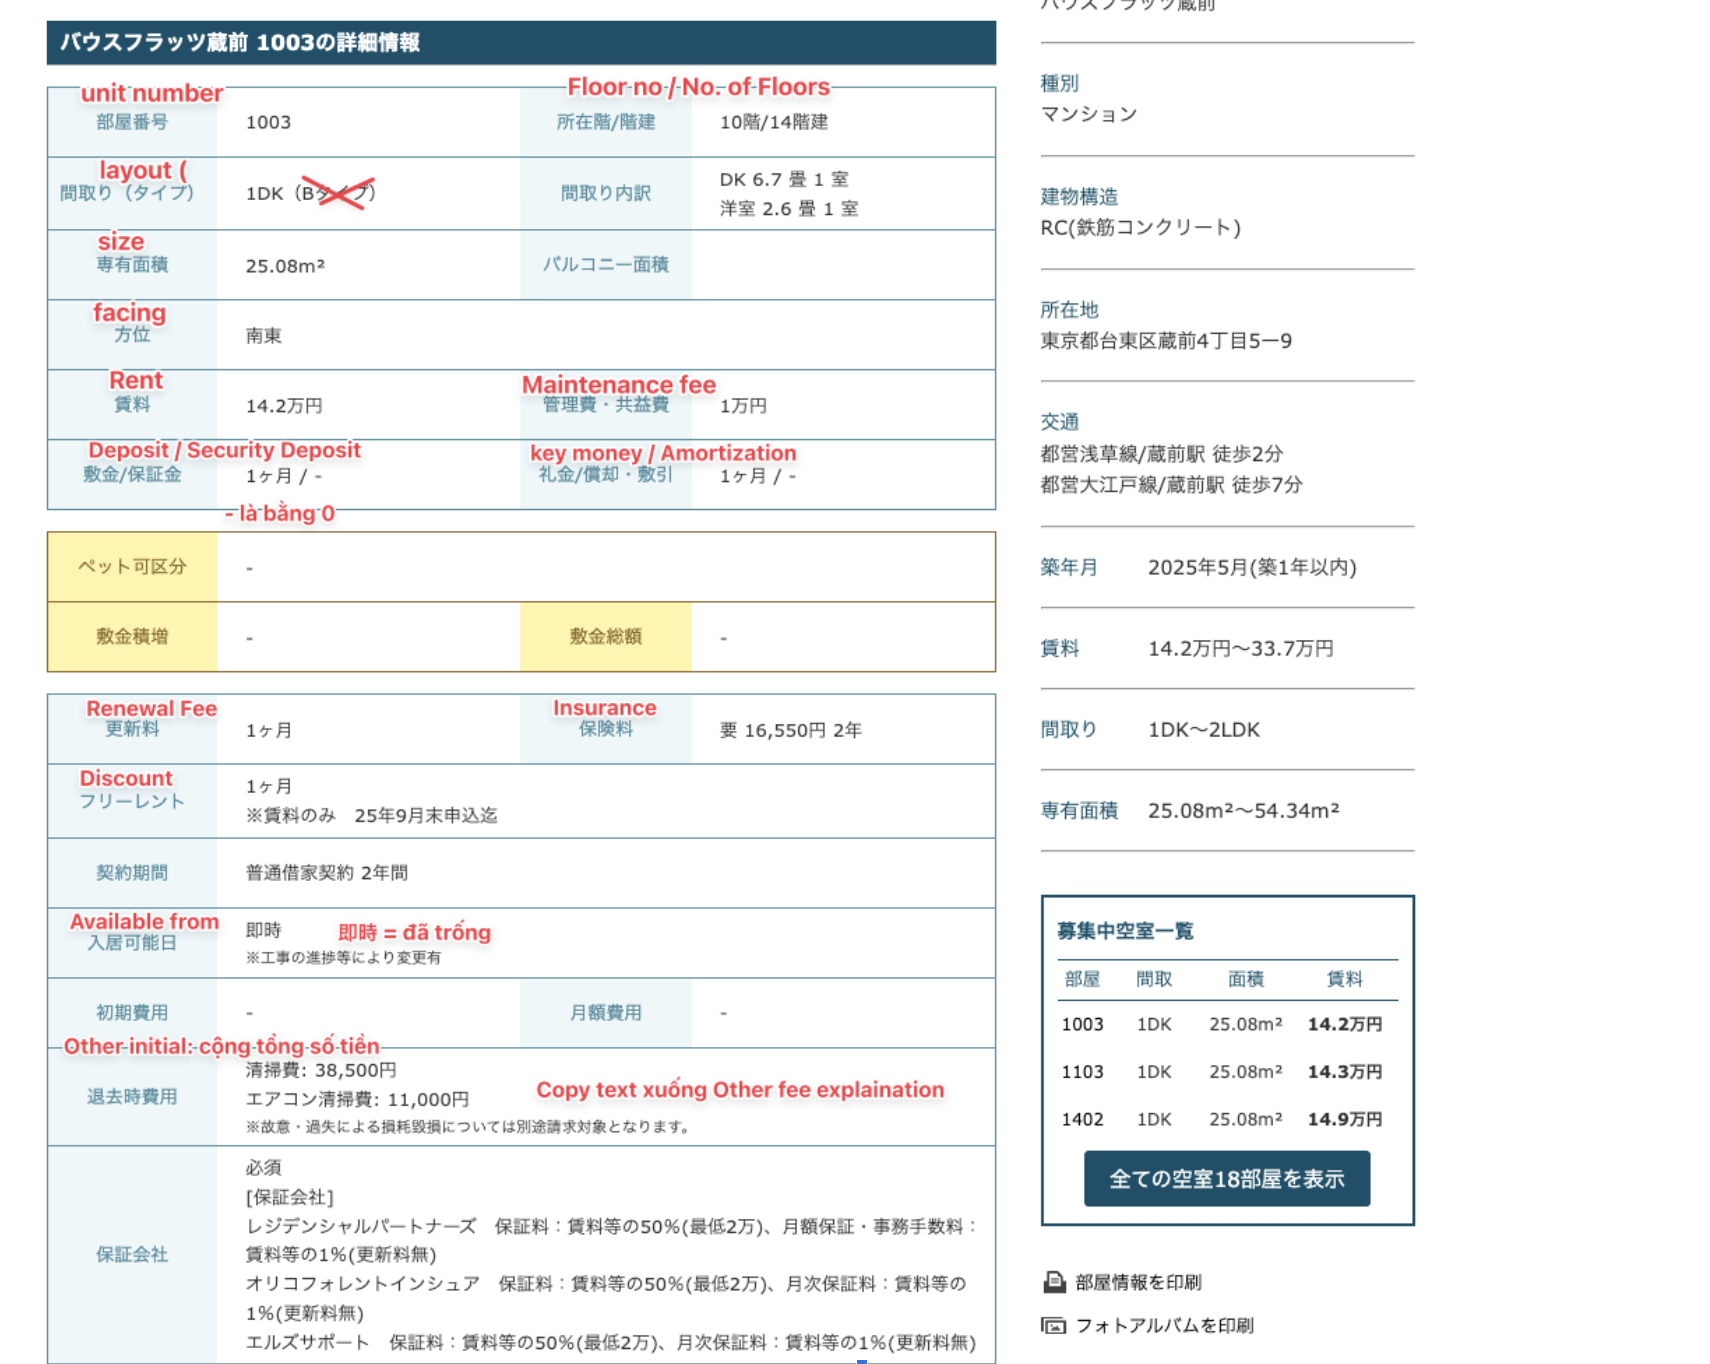 バウスフラッツ蔵前 1003の詳細情報
unit number
部屋番号
1003
Floor no / No. of Floors
所在階/階建
10階/14階建
layout (
間取り（タイプ）
1DK（Bタイプ）
間取り内訳
DK 6.7 畳 1 室
洋室 2.6 畳 1 室
size
専有面積
25.08m²
バルコニー面積
facing
方位
南東
Rent
賃料
14.2万円
Maintenance fee
管理費・共益費
1万円
Deposit / Security Deposit
敷金/保証金
1ヶ月 / -
key money / Amortization
礼金/償却・敷引
1ヶ月 / -
- là bằng 0
ペット可区分
-
敷金積増
-
敷金総額
-
Renewal Fee
更新料
1ヶ月
Insurance
保険料
要 16,550円 2年
Discount
フリーレント
1ヶ月
※賃料のみ　25年9月末申込迄
契約期間
普通借家契約 2年間
Available from
入居可能日
即時
即時 = đã trống
※工事の進捗等により変更有
初期費用
-
月額費用
-
Other initial: cộng tổng số tiền
退去時費用
清掃費: 38,500円
エアコン清掃費: 11,000円
※故意・過失による損耗毀損については別途請求対象となります。
Copy text xuống Other fee explaination
保証会社
必須
[保証会社]
レジデンシャルパートナーズ　保証料：賃料等の50%(最低2万)、月額保証・事務手数料：
賃料等の1%(更新料無)
オリコフォレントインシュア　保証料：賃料等の50%(最低2万)、月次保証料：賃料等の
1%(更新料無)
エルズサポート　保証料：賃料等の50%(最低2万)、月次保証料：賃料等の1%(更新料無)
バウスフラッツ蔵前
種別
マンション
建物構造
RC(鉄筋コンクリート)
所在地
東京都台東区蔵前4丁目5ー9
交通
都営浅草線/蔵前駅 徒歩2分
都営大江戸線/蔵前駅 徒歩7分
築年月
2025年5月(築1年以内)
賃料
14.2万円～33.7万円
間取り
1DK～2LDK
専有面積
25.08m²～54.34m²
募集中空室一覧
部屋 間取 面積 賃料
1003 1DK 25.08m² 14.2万円
1103 1DK 25.08m² 14.3万円
1402 1DK 25.08m² 14.9万円
全ての空室18部屋を表示
部屋情報を印刷
フォトアルバムを印刷